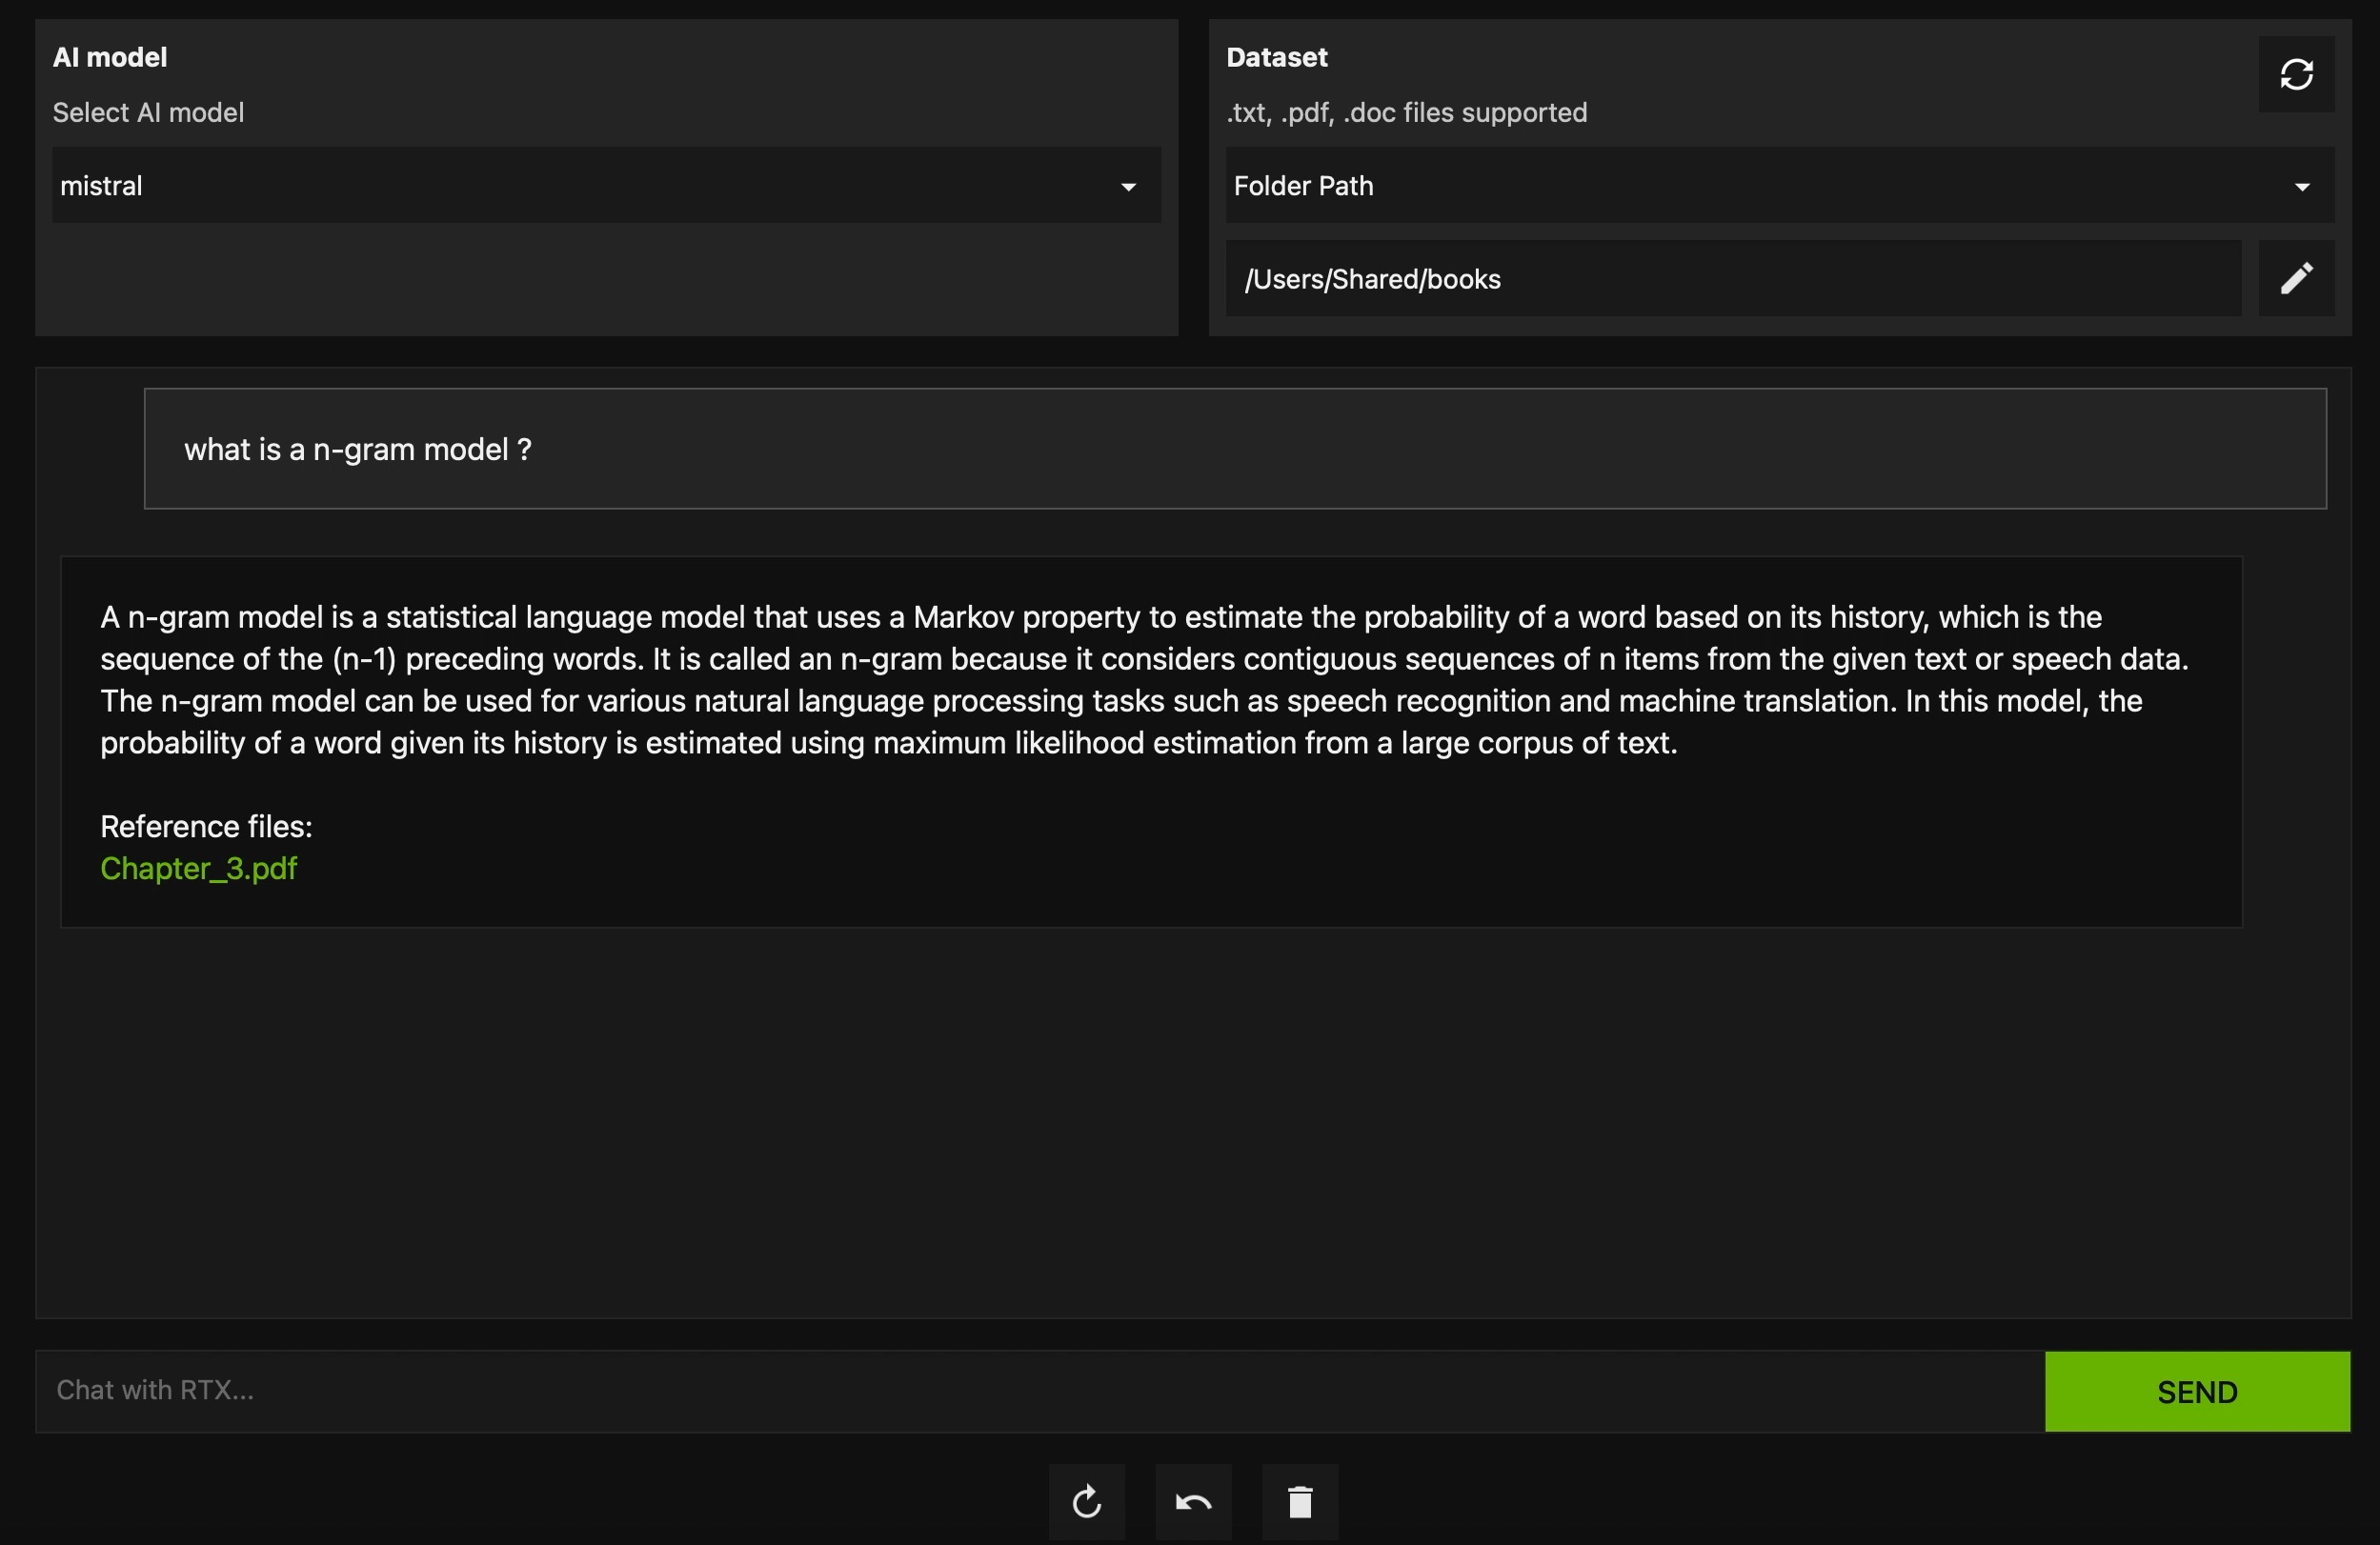 AI model
Select AI model
mistral
Dataset
.txt, .pdf, .doc files supported
Folder Path
/Users/Shared/books
what is a n-gram model ?
A n-gram model is a statistical language model that uses a Markov property to estimate the probability of a word based on its history, which is the
sequence of the (n-1) preceding words. It is called an n-gram because it considers contiguous sequences of n items from the given text or speech data.
The n-gram model can be used for various natural language processing tasks such as speech recognition and machine translation. In this model, the
probability of a word given its history is estimated using maximum likelihood estimation from a large corpus of text.
Reference files:
Chapter_3.pdf
Chat with RTX...
SEND